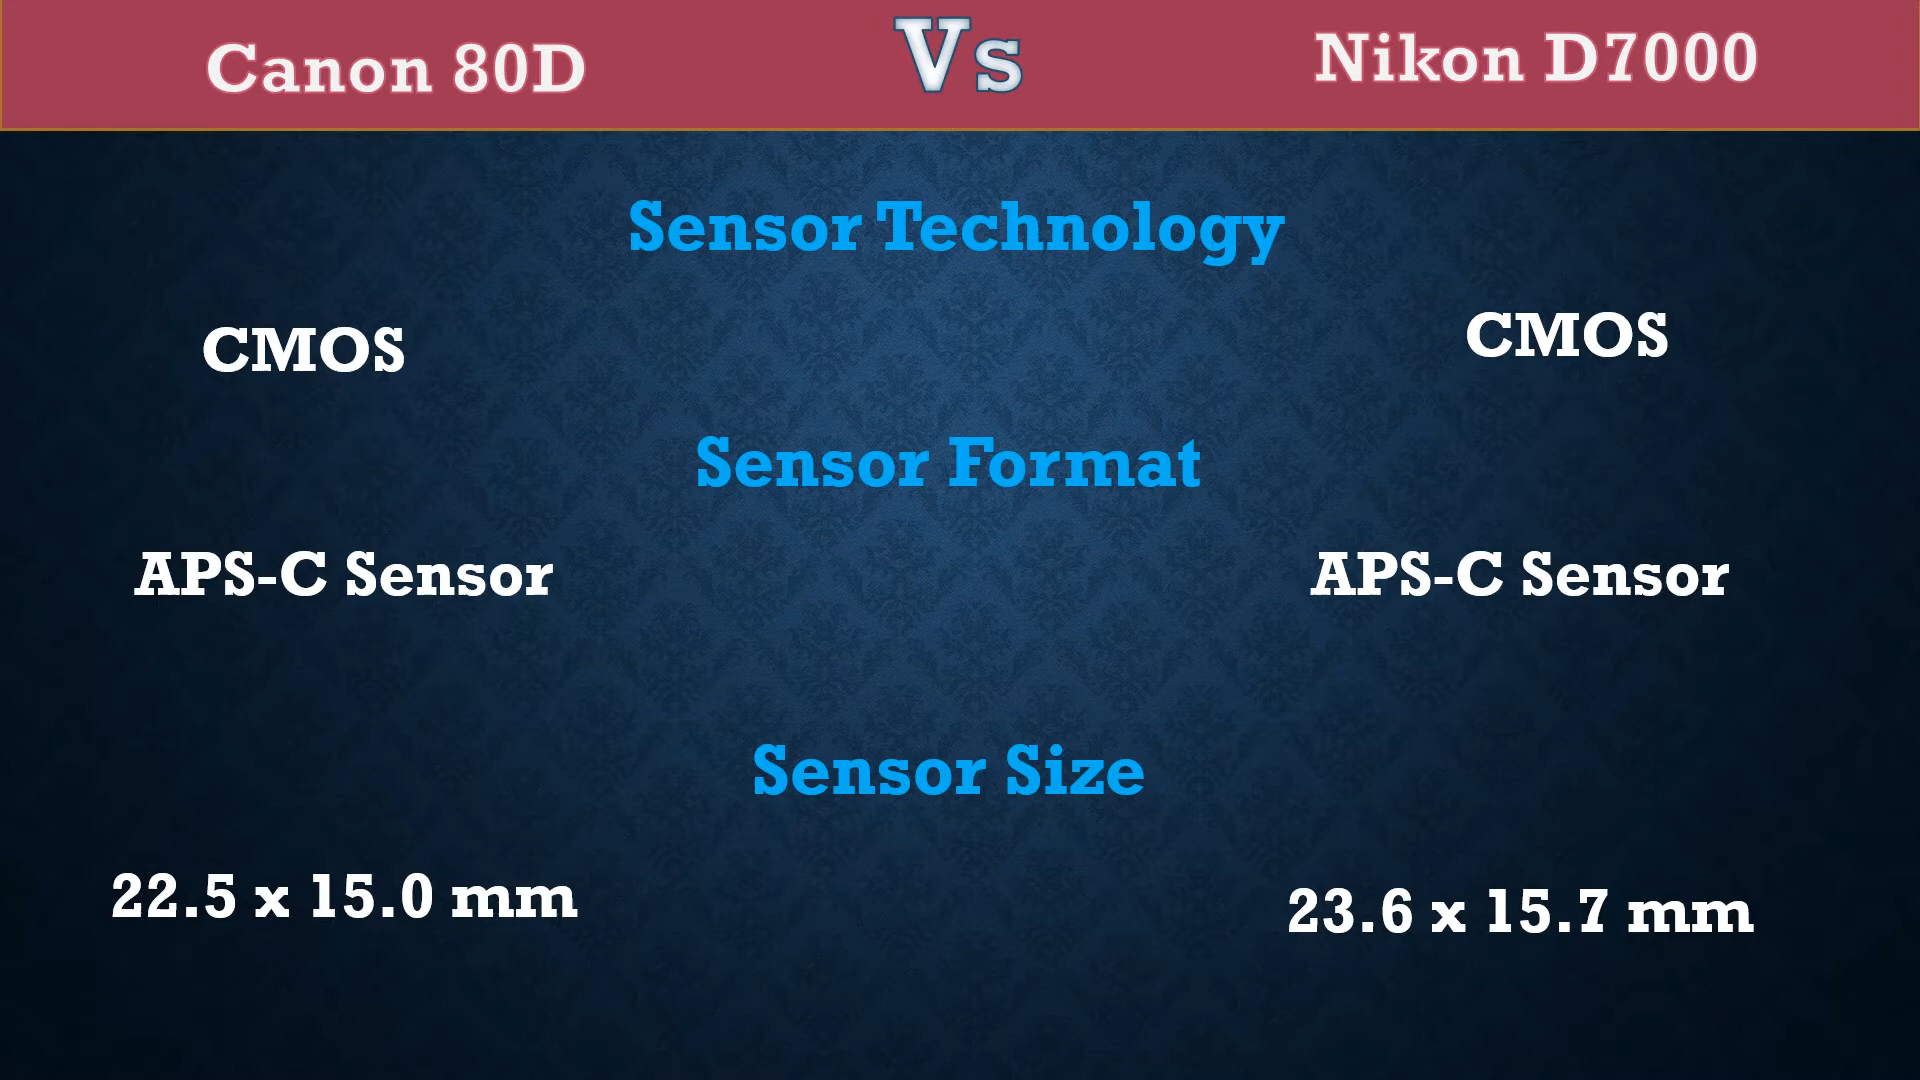 Canon 80D Vs Nikon D7000
Sensor Technology
CMOS CMOS
Sensor Format
APS-C Sensor APS-C Sensor
Sensor Size
22.5 x 15.0 mm 23.6 x 15.7 mm